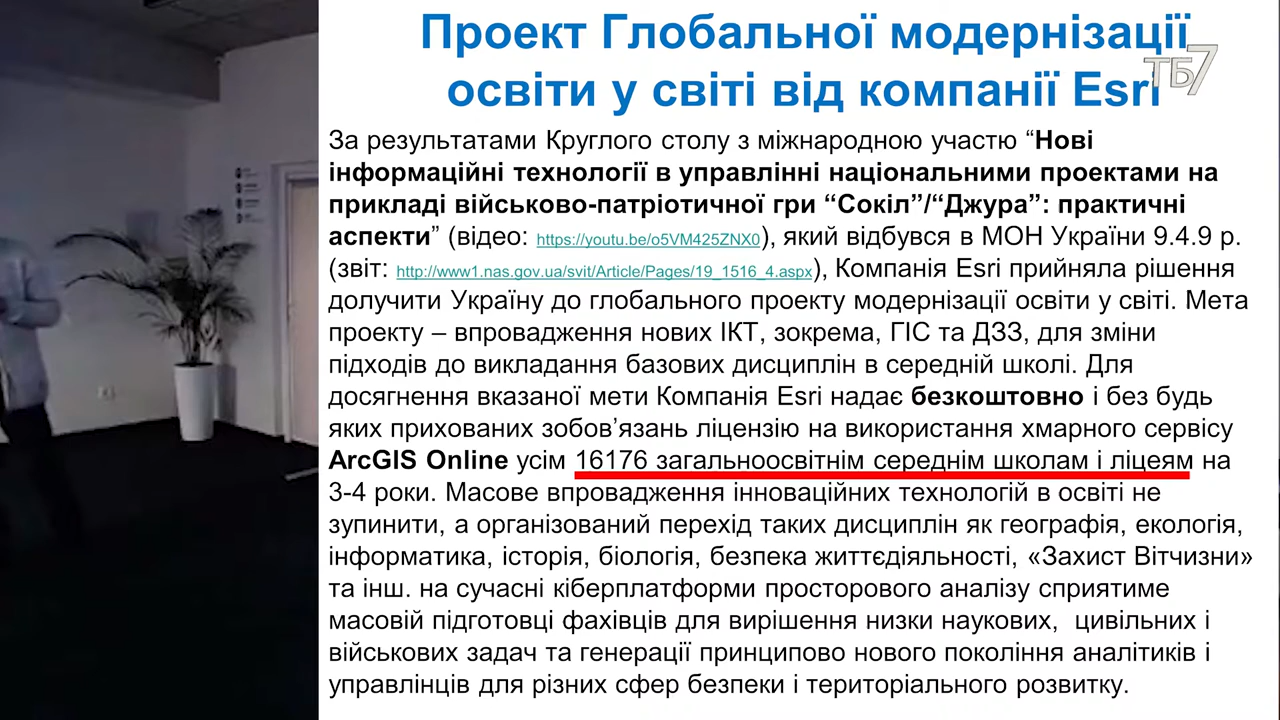 Проект Глобальної модернізації
освіти у світі від компанії Esri
ТБ7
За результатами Круглого столу з міжнародною участю “Нові
інформаційні технології в управлінні національними проектами на
прикладі військово-патріотичної гри “Сокіл”/“Джура”: практичні
аспекти” (відео: https://youtu.be/o5VM425ZNX0), який відбувся в МОН України 9.4.9 р.
(звіт: http://www1.nas.gov.ua/svit/Article/Pages/19_1516_4.aspx), Компанія Esri прийняла рішення
долучити Україну до глобального проекту модернізації освіти у світі. Мета
проекту – впровадження нових ІКТ, зокрема, ГІС та ДЗЗ, для зміни
підходів до викладання базових дисциплін в середній школі. Для
досягнення вказаної мети Компанія Esri надає безкоштовно і без будь
яких прихованих зобов’язань ліцензію на використання хмарного сервісу
ArcGIS Online усім 16176 загальноосвітнім середнім школам і ліцеям на
3-4 роки. Масове впровадження інноваційних технологій в освіті не
зупинити, а організований перехід таких дисциплін як географія, екологія,
інформатика, історія, біологія, безпека життєдіяльності, «Захист Вітчизни»
та інш. на сучасні кіберплатформи просторового аналізу сприятиме
масовій підготовці фахівців для вирішення низки наукових, цивільних і
військових задач та генерації принципово нового покоління аналітиків і
управлінців для різних сфер безпеки і територіального розвитку.